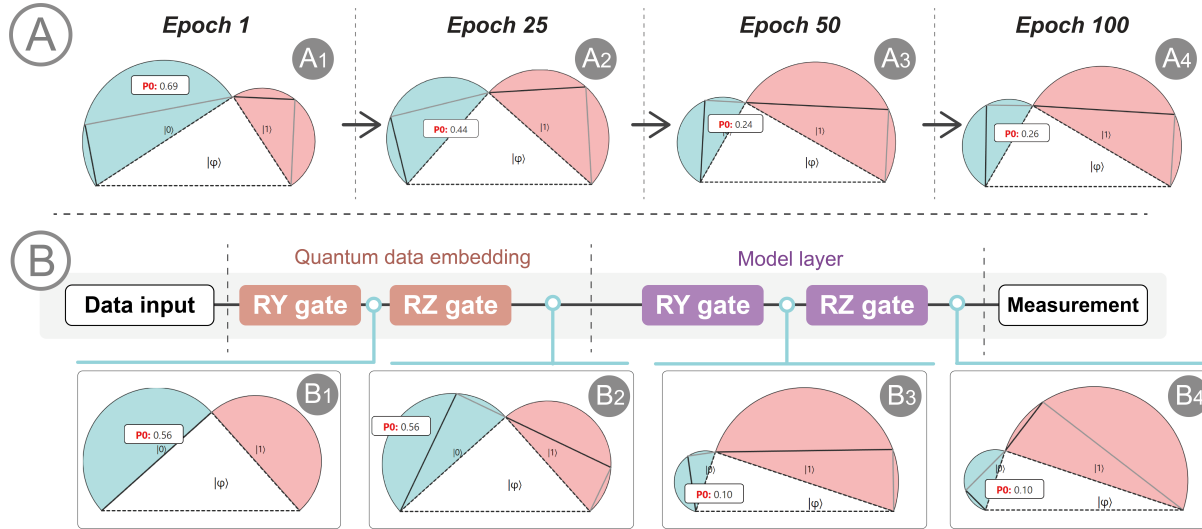 A
Epoch 1
Epoch 25
Epoch 50
Epoch 100
A1
A2
A3
A4
P0: 0.69
|0⟩
|1⟩
|φ⟩
P0: 0.44
|1⟩
|φ⟩
P0: 0.24
|1⟩
|φ⟩
P0: 0.26
|1⟩
|φ⟩
B
Quantum data embedding
Model layer
Data input
RY gate
RZ gate
RY gate
RZ gate
Measurement
B1
B2
B3
B4
P0: 0.56
|0⟩
|1⟩
|φ⟩
P0: 0.56
|0⟩
|1⟩
|φ⟩
|0⟩
|1⟩
P0: 0.10
|φ⟩
|0⟩
|1⟩
P0: 0.10
|φ⟩